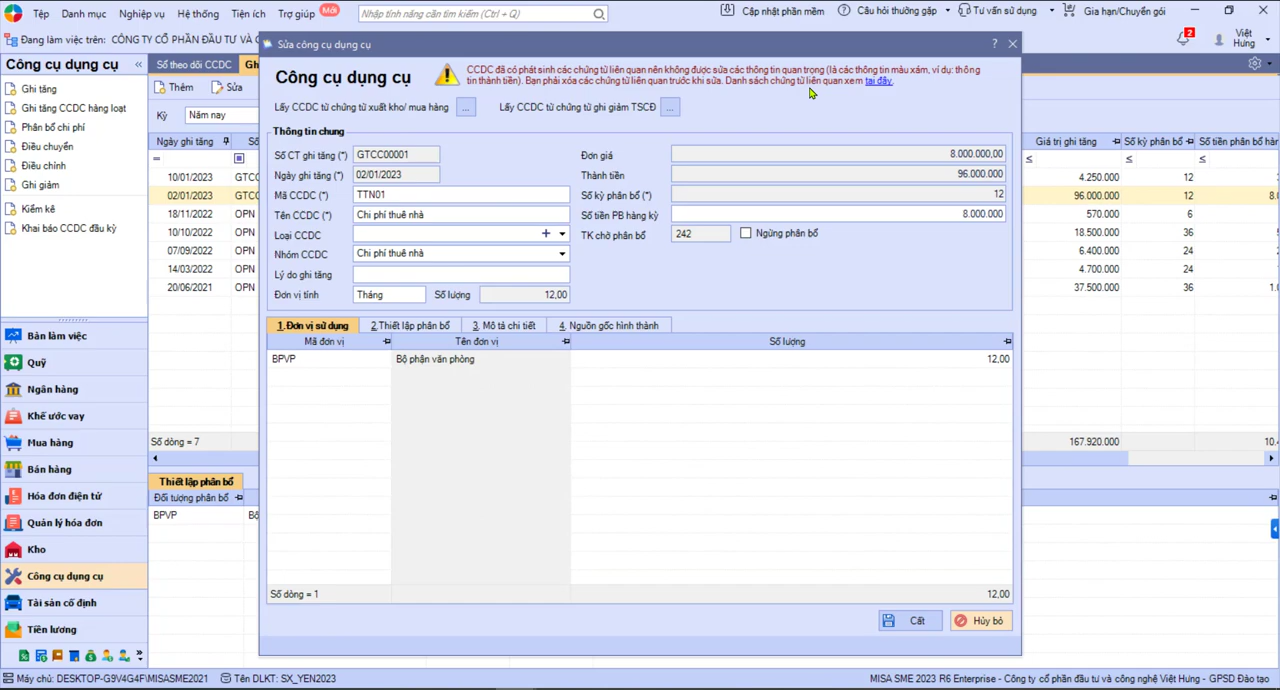 Tệp Danh mục Nghiệp vụ Hệ thống Tiện ích Trợ giúp Mới
Nhập tính năng cần tìm kiếm (Ctrl + Q)
Cập nhật phần mềm Câu hỏi thường gặp Tư vấn sử dụng Gia hạn/Chuyển gói
Đang làm việc trên: CÔNG TY CỔ PHẦN ĐẦU TƯ VÀ
2 Việt Hưng
Công cụ dụng cụ «
Ghi tăng
Ghi tăng CCDC hàng loạt
Phân bổ chi phí
Điều chuyển
Điều chỉnh
Ghi giảm
Kiểm kê
Khai báo CCDC đầu kỳ
Bàn làm việc
Quỹ
Ngân hàng
Khế ước vay
Mua hàng
Bán hàng
Hóa đơn điện tử
Quản lý hóa đơn
Kho
Công cụ dụng cụ
Tài sản cố định
Tiền lương
Sổ theo dõi CCDC Gh
Thêm Sửa
Kỳ Năm nay
Ngày ghi tăng Số
=
10/01/2023 GTC
02/01/2023 GTC
18/11/2022 OPN
10/10/2022 OPN
07/09/2022 OPN
14/03/2022 OPN
20/06/2021 OPN
Số dòng = 7
Thiết lập phân bổ
Đối tượng phân bổ
BPVP Bộ
Sửa công cụ dụng cụ ?
Công cụ dụng cụ
CCDC đã có phát sinh các chứng từ liên quan nên không được sửa các thông tin quan trọng (là các thông tin màu xám, ví dụ: thông
tin thành tiền). Bạn phải xóa các chứng từ liên quan trước khi sửa. Danh sách chứng từ liên quan xem tại đây.
Lấy CCDC từ chứng từ xuất kho/ mua hàng ... Lấy CCDC từ chứng từ ghi giảm TSCĐ ...
Thông tin chung
Số CT ghi tăng (*) GTCC00001 Đơn giá 8.000.000,00
Ngày ghi tăng (*) 02/01/2023 Thành tiền 96.000.000
Mã CCDC (*) TTN01 Số kỳ phân bổ (*) 12
Tên CCDC (*) Chi phí thuê nhà Số tiền PB hàng kỳ 8.000.000
Loại CCDC + TK chờ phân bổ 242 Ngừng phân bổ
Nhóm CCDC Chi phí thuê nhà
Lý do ghi tăng
Đơn vị tính Tháng Số lượng 12,00
1.Đơn vị sử dụng 2.Thiết lập phân bổ 3. Mô tả chi tiết 4. Nguồn gốc hình thành
Mã đơn vị Tên đơn vị Số lượng
BPVP Bộ phận văn phòng 12,00
Số dòng = 1 12,00
Cất Hủy bỏ
Giá trị ghi tăng Số kỳ phân bổ Số tiền phân bổ hàn
≤ ≤ ≤
4.250.000 12
96.000.000 12 8.0
570.000 6
18.500.000 36
6.400.000 24
4.700.000 24
37.500.000 36 1.0
167.920.000 10.4
Máy chủ: DESKTOP-G9V4G4F\MISASME2021 Tên DLKT: SX_YEN2023 MISA SME 2023 R6 Enterprise - Công ty cổ phần đầu tư và công nghệ Việt Hưng - GPSD Đào tạo